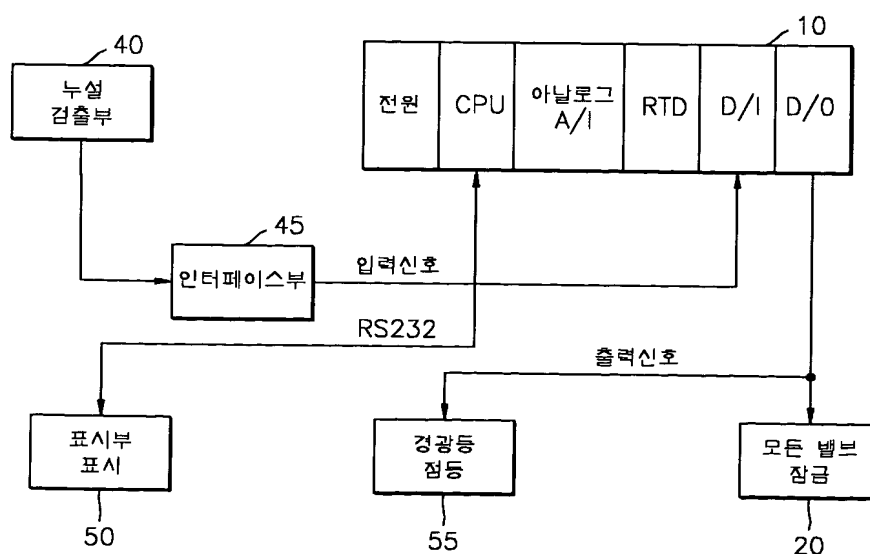 40
누설
검출부
10
전원
CPU
아날로그
A/I
RTD
D/I
D/O
45
인터페이스부
입력신호
RS232
출력신호
표시부
표시
50
경광등
점등
55
모든 밸브
잠금
20